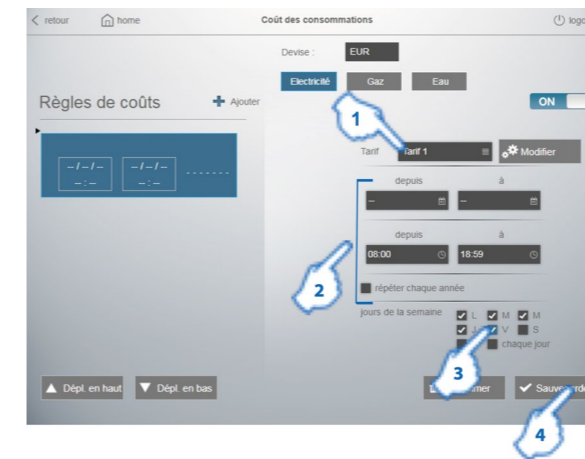 retour home Coût des consommations
Devise : EUR
Electricité Gaz Eau
Règles de coûts Ajouter
ON
1
Tarif Tarif 1 Modifier
--/--/-- --/--/-- -------
--:-- --:--
depuis à
-- --
depuis à
08:00 18:59
2
répéter chaque année
jours de la semaine L M M
J V S
chaque jour
3
Dépl. en haut Dépl. en bas
4